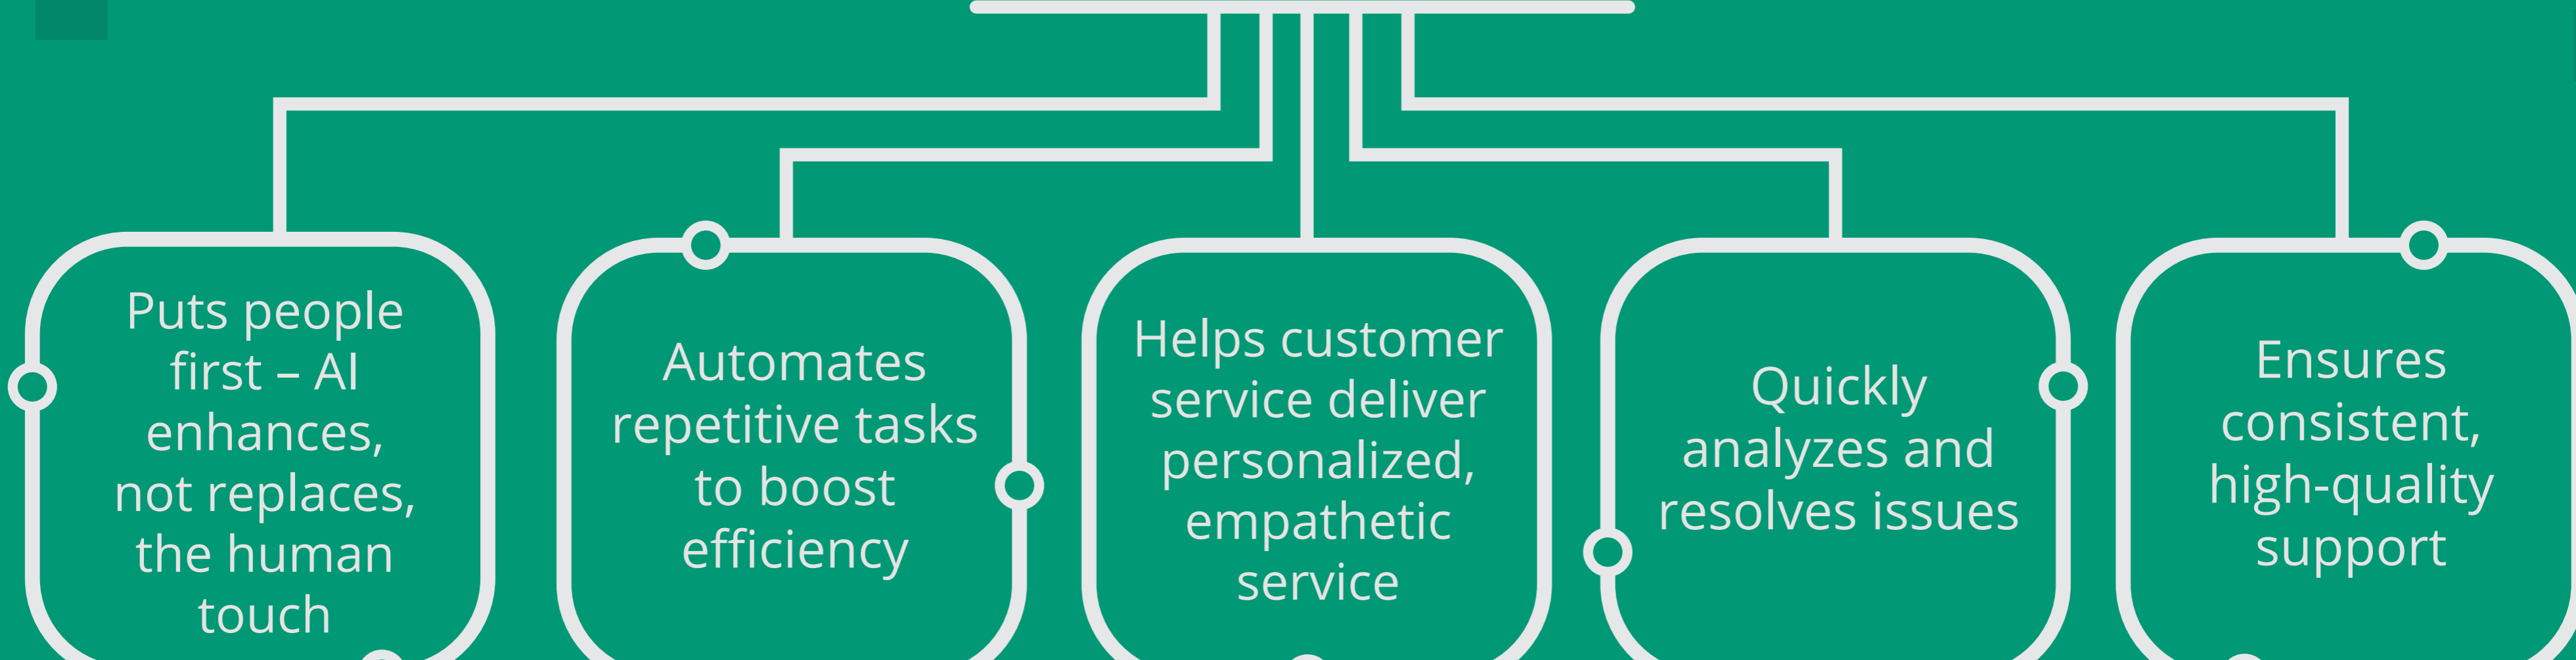 Puts people
first – AI
enhances,
not replaces,
the human
touch
Automates
repetitive tasks
to boost
efficiency
Helps customer
service deliver
personalized,
empathetic
service
Quickly
analyzes and
resolves issues
Ensures
consistent,
high-quality
support